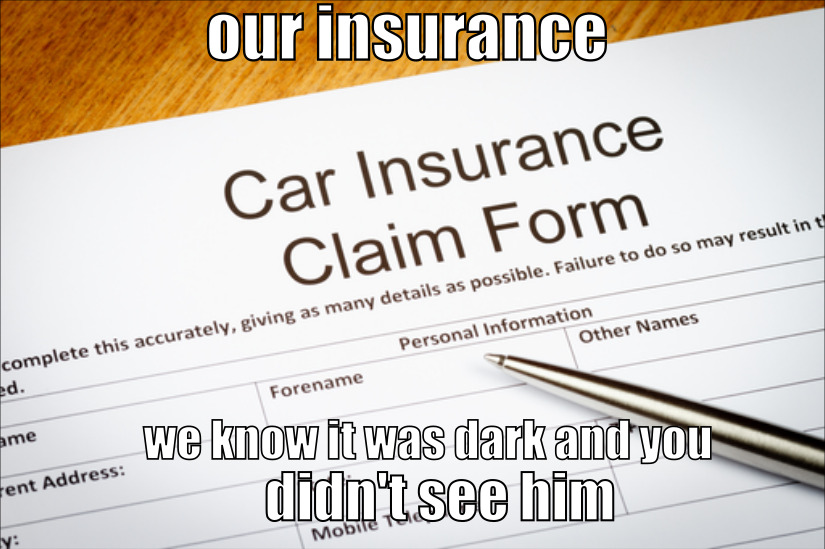 our insurance
Car Insurance
Claim Form
complete this accurately, giving as many details as possible. Failure to do so may result in
ed.
Personal Information
Forename
Other Names
ame
we know it was dark and you
rent Address:
didn't see him
Mobile
y: